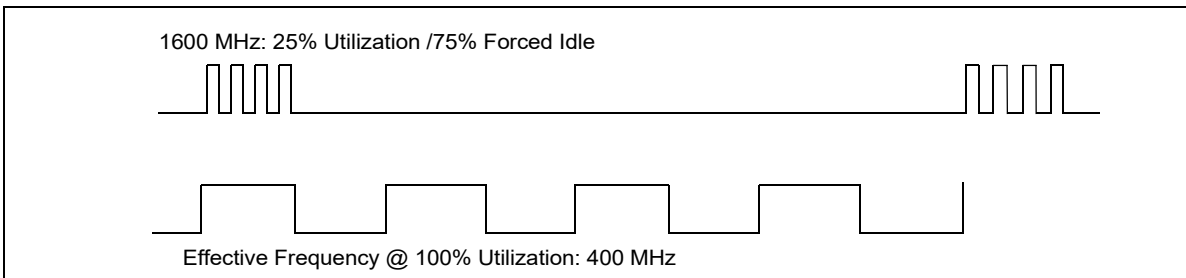 1600 MHz: 25% Utilization /75% Forced Idle
Effective Frequency @ 100% Utilization: 400 MHz